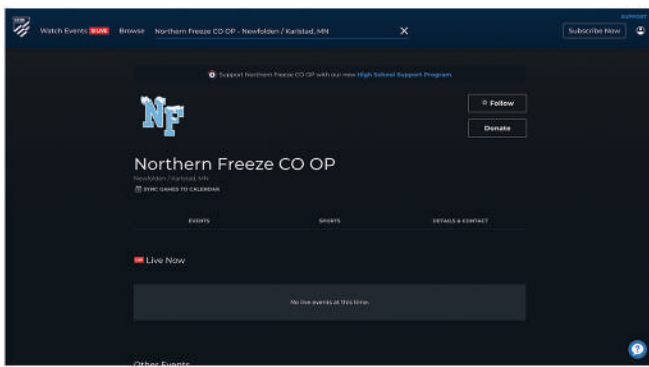 SUPPORT
Watch Events LIVE Browse Northern Freeze CO OP - Newfolden / Karlstad, MN X Subscribe Now
Support Northern Freeze CO OP with our new High School Support Program
NF
Follow
Donate
Northern Freeze CO OP
Newfolden / Karlstad, MN
SYNC GAMES TO CALENDAR
EVENTS SPORTS DETAILS & CONTACT
LIVE Live Now
No live events at this time.
Other Events
?